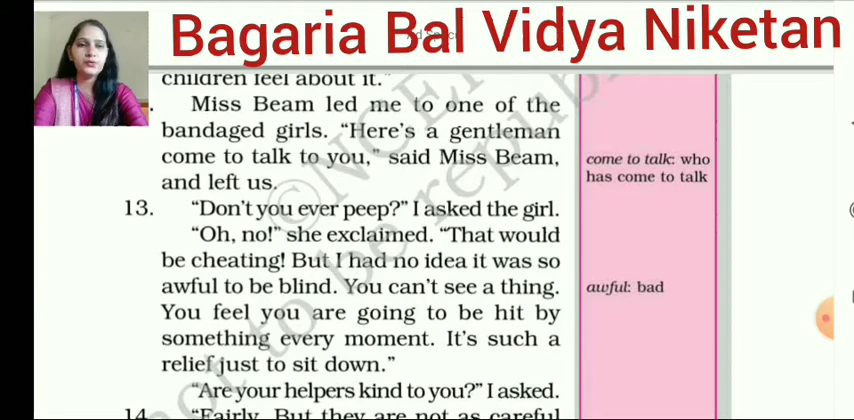 Bagaria Bal Vidya Niketan
children feel about it."
Miss Beam led me to one of the
bandaged girls. “Here’s a gentleman
come to talk to you,” said Miss Beam,
and left us.
come to talk: who
has come to talk
13. “Don’t you ever peep?” I asked the girl.
“Oh, no!” she exclaimed. “That would
be cheating! But I had no idea it was so
awful to be blind. You can’t see a thing.
You feel you are going to be hit by
something every moment. It’s such a
relief just to sit down.”
awful: bad
“Are your helpers kind to you?” I asked.
14. “Fairly. But they are not as careful
©NCERT
not to be republ